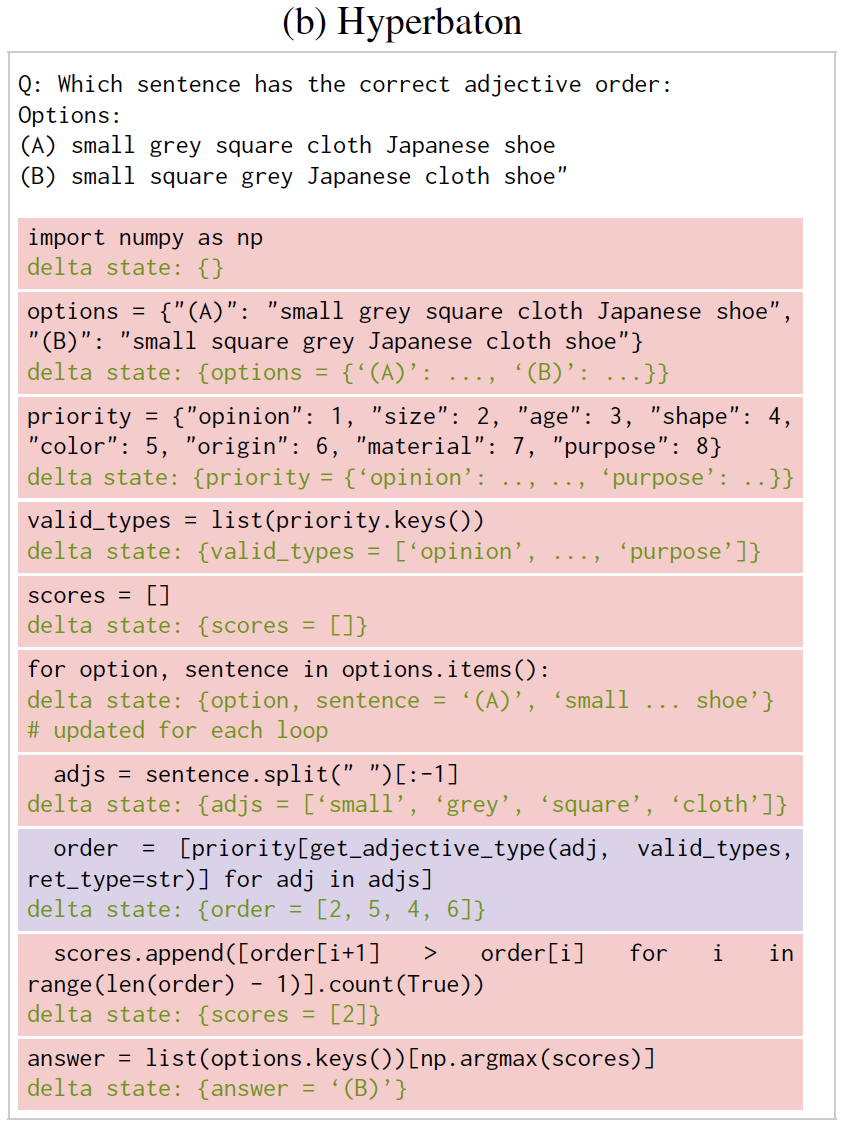 (b) Hyperbaton
Q: Which sentence has the correct adjective order:
Options:
(A) small grey square cloth Japanese shoe
(B) small square grey Japanese cloth shoe"
import numpy as np
delta state: {}
options = {"(A)": "small grey square cloth Japanese shoe",
"(B)": "small square grey Japanese cloth shoe"}
delta state: {options = {‘(A)’: ..., ‘(B)’: ...}}
priority = {"opinion": 1, "size": 2, "age": 3, "shape": 4,
"color": 5, "origin": 6, "material": 7, "purpose": 8}
delta state: {priority = {‘opinion’: .., .., ‘purpose’: ..}}
valid_types = list(priority.keys())
delta state: {valid_types = [‘opinion’, ..., ‘purpose’]}
scores = []
delta state: {scores = []}
for option, sentence in options.items():
delta state: {option, sentence = ‘(A)’, ‘small ... shoe’}
# updated for each loop
adjs = sentence.split(" ")[:-1]
delta state: {adjs = [‘small’, ‘grey’, ‘square’, ‘cloth’]}
order = [priority[get_adjective_type(adj, valid_types,
ret_type=str)] for adj in adjs]
delta state: {order = [2, 5, 4, 6]}
scores.append([order[i+1] > order[i] for i in
range(len(order) - 1)].count(True))
delta state: {scores = [2]}
answer = list(options.keys())[np.argmax(scores)]
delta state: {answer = ‘(B)’}